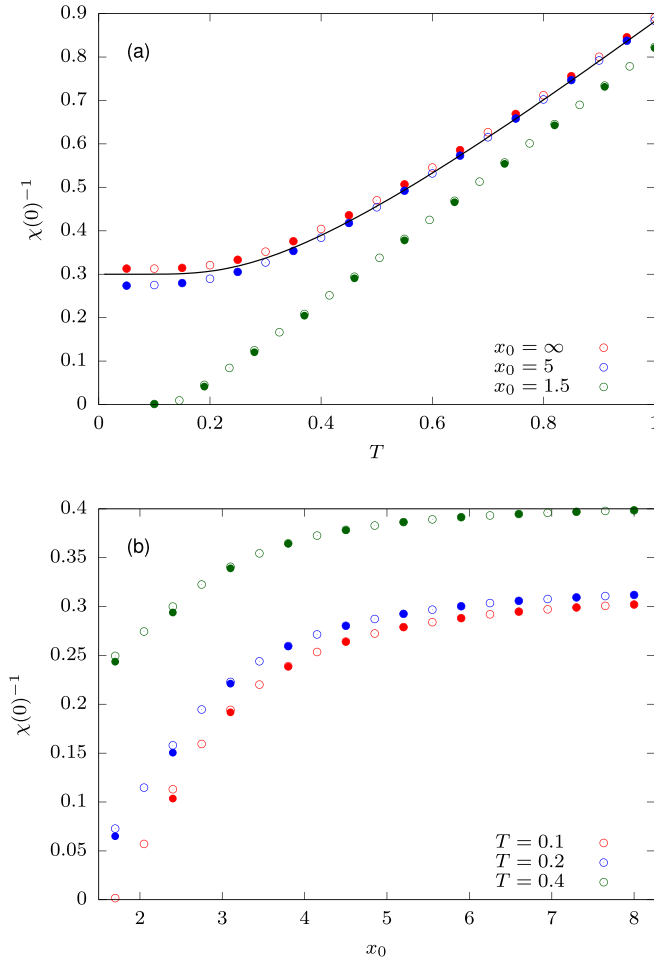 (a)
0.9
0.8
0.7
0.6
0.5
0.4
0.3
0.2
0.1
0
χ(0)⁻¹
x₀ = ∞
x₀ = 5
x₀ = 1.5
0 0.2 0.4 0.6 0.8 1
T
(b)
0.4
0.35
0.3
0.25
0.2
0.15
0.1
0.05
0
χ(0)⁻¹
T = 0.1
T = 0.2
T = 0.4
2 3 4 5 6 7 8
x₀